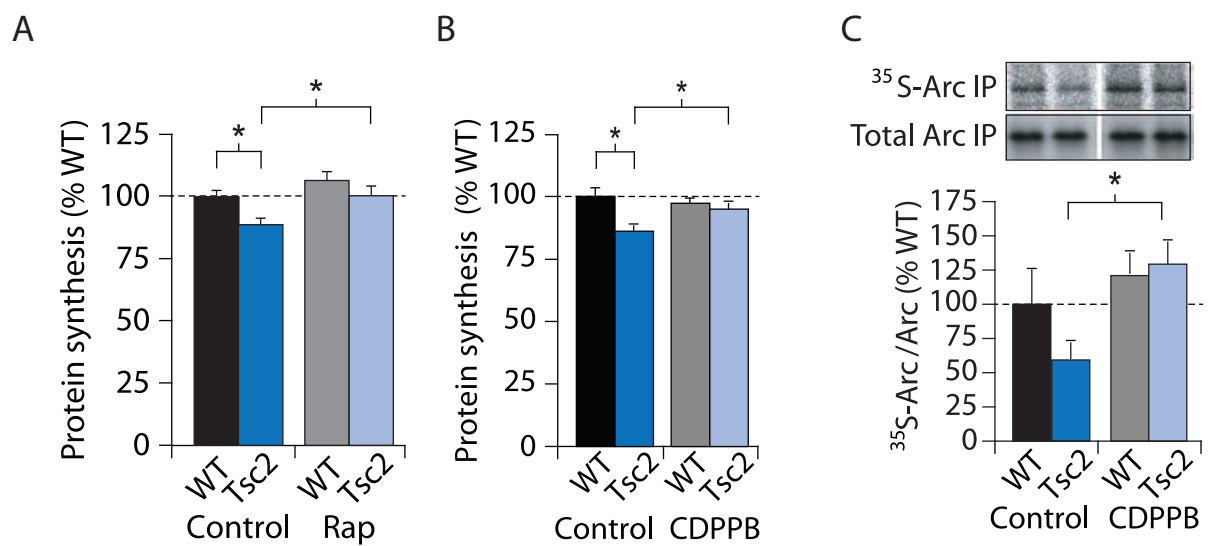 A
Protein synthesis (% WT)
125
100
75
50
25
0
*
*
WT
Tsc2
WT
Tsc2
Control
Rap
B
Protein synthesis (% WT)
125
100
75
50
25
0
*
*
WT
Tsc2
WT
Tsc2
Control
CDPPB
C
³⁵S-Arc IP
Total Arc IP
³⁵S-Arc/Arc (% WT)
175
150
125
100
75
50
25
0
*
WT
Tsc2
WT
Tsc2
Control
CDPPB